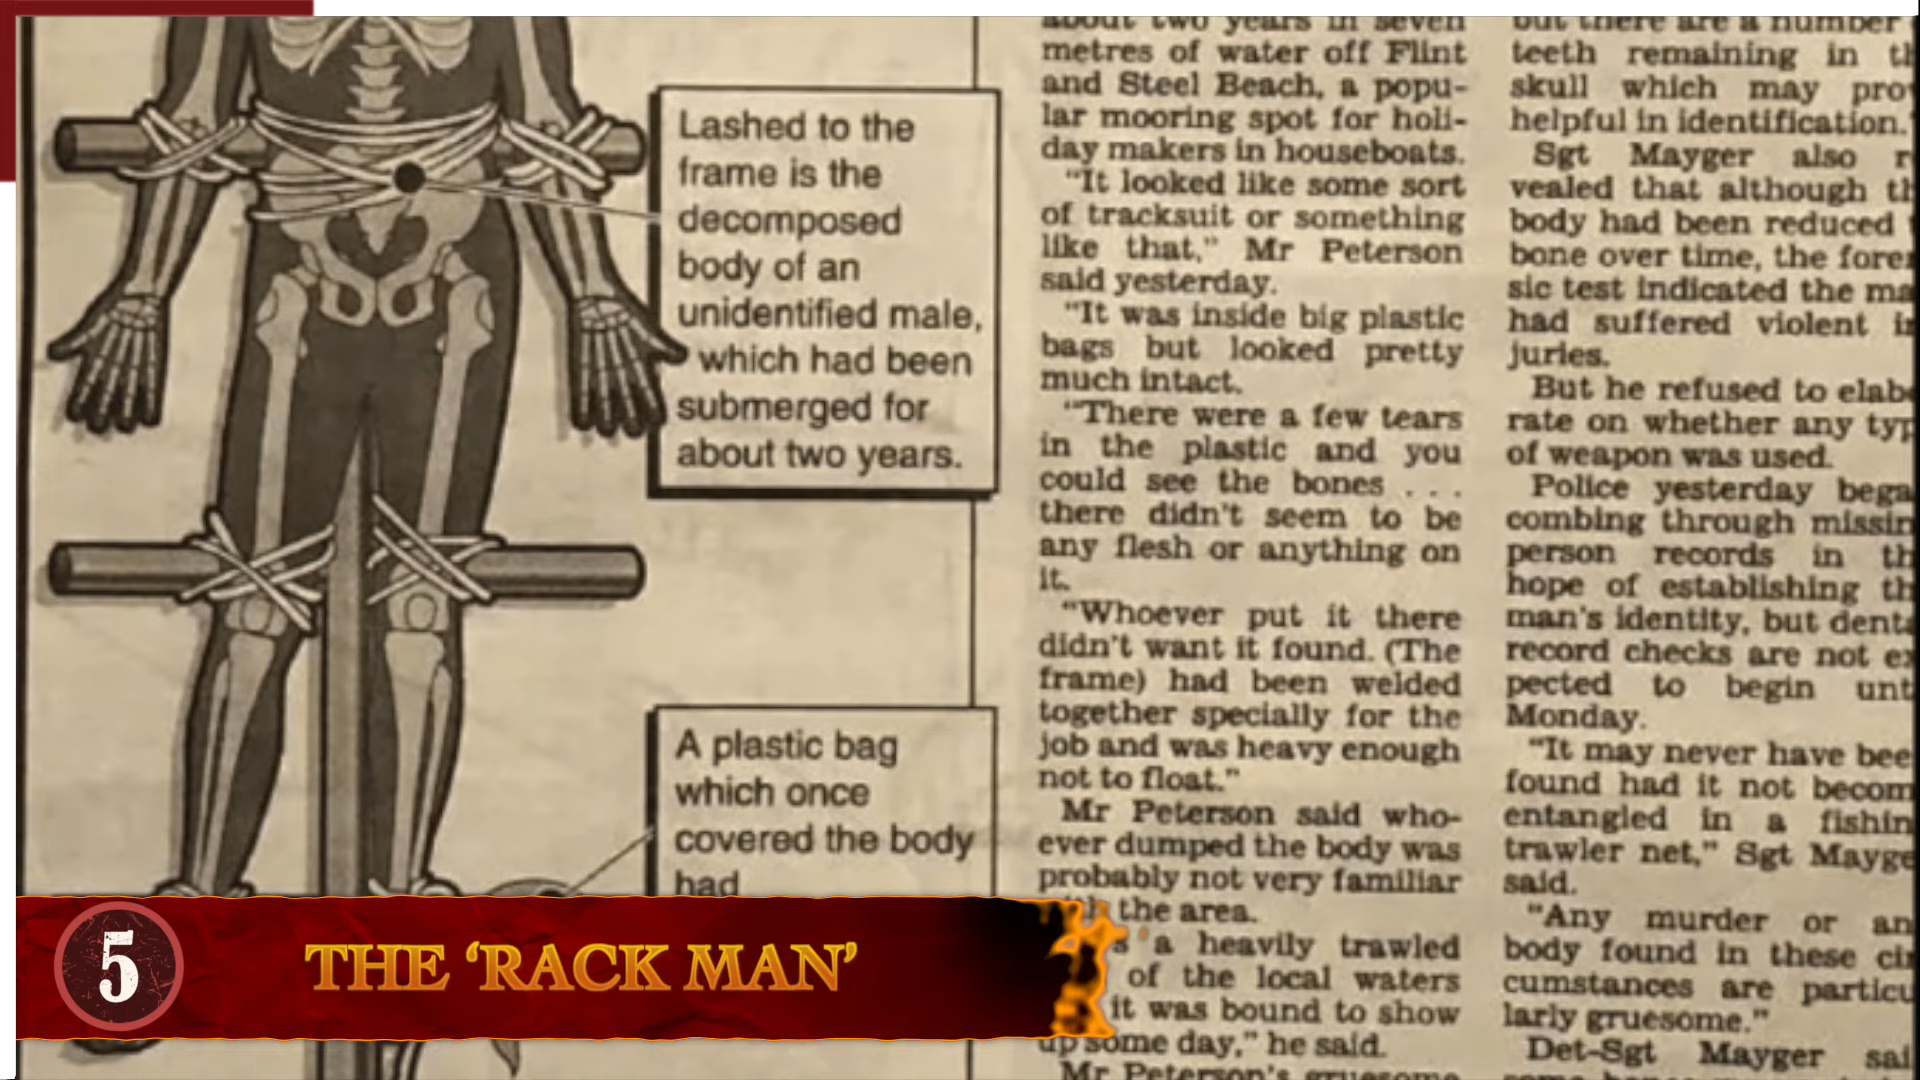 Lashed to the
frame is the
decomposed
body of an
unidentified male,
which had been
submerged for
about two years.
A plastic bag
which once
covered the body
had
about two years in seven
metres of water off Flint
and Steel Beach, a popu-
lar mooring spot for holi-
day makers in houseboats.
"It looked like some sort
of tracksuit or something
like that," Mr Peterson
said yesterday.
"It was inside big plastic
bags but looked pretty
much intact.
"There were a few tears
in the plastic and you
could see the bones . . .
there didn't seem to be
any flesh or anything on
it.
"Whoever put it there
didn't want it found. (The
frame) had been welded
together specially for the
job and was heavy enough
not to float."
Mr Peterson said who-
ever dumped the body was
probably not very familiar
the area.
a heavily trawled
of the local waters
it was bound to show
up some day," he said.
Mr Peterson's gruesome
but there are a number
teeth remaining in
skull which may
helpful in identification.
Sgt Mayger also
vealed that although
body had been reduced
bone over time, the
sic test indicated the
had suffered violent
juries.
But he refused to
rate on whether any
of weapon was used.
Police yesterday
combing through
person records in
hope of establishing
man's identity, but
record checks are not
pected to begin
Monday.
"It may never have
found had it not
entangled in a
trawler net," Sgt
said.
"Any murder or
body found in these
cumstances are
larly gruesome."
Det-Sgt Mayger
5
THE 'RACK MAN'